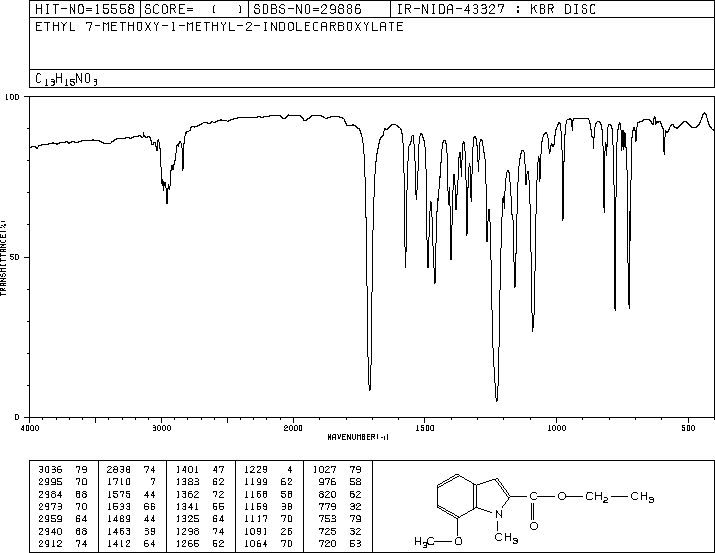 HIT-NO=15558 SCORE= ( ) SDBS-NO=29886 IR-NIDA-43327 : KBR DISC
ETHYL 7-METHOXY-1-METHYL-2-INDOLECARBOXYLATE
C13H15NO3
100
TRANSMITTANCE(%)
50
0
4000 3000 2000 1500 1000 500
WAVENUMBER(-1)
3036 79 2838 74 1401 47 1229 4 1027 79
2995 70 1710 7 1383 62 1199 62 976 58
2984 68 1575 44 1362 72 1168 58 820 62
2973 70 1533 66 1341 55 1159 38 779 32
2959 64 1489 44 1325 64 1117 70 753 79
2940 68 1463 39 1298 74 1091 26 725 32
2912 74 1412 64 1265 52 1064 70 720 53
C O CH2 CH3
O
N
CH3
CH3 O